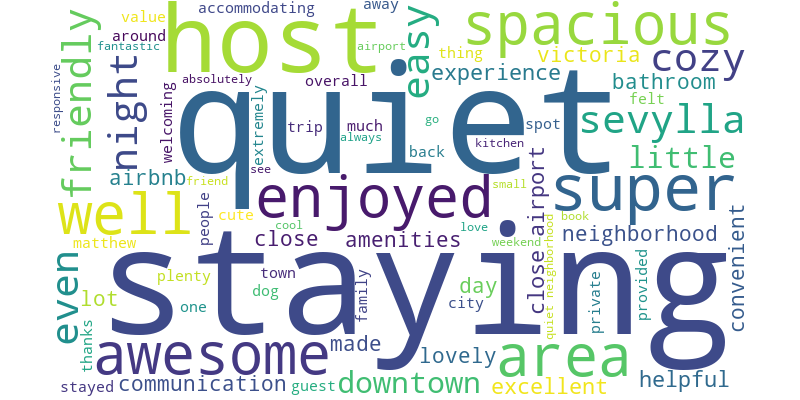 accommodating
away
value
host
spacious
friendly
around
fantastic
airport
easy
thing
victoria
cozy
night
responsive
absolutely
overall
experience
bathroom
quiet
welcoming
extremely
felt
trip
much
always
go
spot
sevylla
back
kitchen
little
airbnb
see
friend
enjoyed
small
close airport
super
well
people
cute
cool
love
book
neighborhood
convenient
matthew
close
amenities
weekend
quiet neighborhood
staying
even
plenty
town
dog
family
day
city
private
provided
lot
one
thanks
awesome
made
lovely
area
stayed
communication
guest
downtown
excellent
helpful